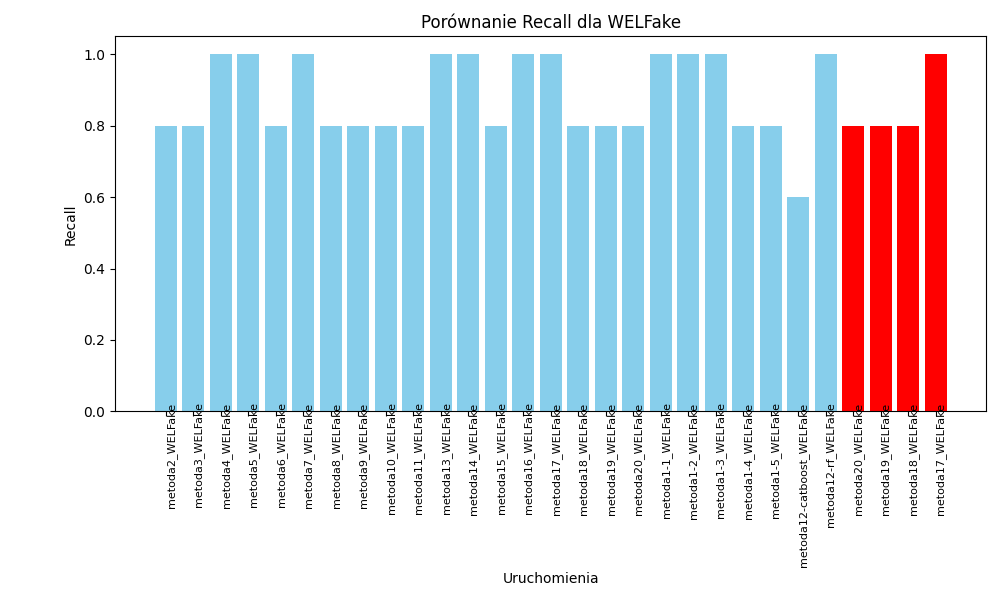 Porównanie Recall dla WELFake
Recall
1.0
0.8
0.6
0.4
0.2
0.0
metoda2_WELFake
metoda3_WELFake
metoda4_WELFake
metoda5_WELFake
metoda6_WELFake
metoda7_WELFake
metoda8_WELFake
metoda9_WELFake
metoda10_WELFake
metoda11_WELFake
metoda13_WELFake
metoda14_WELFake
metoda15_WELFake
metoda16_WELFake
metoda17_WELFake
metoda18_WELFake
metoda19_WELFake
metoda20_WELFake
metoda1-1_WELFake
metoda1-2_WELFake
metoda1-3_WELFake
metoda1-4_WELFake
metoda1-5_WELFake
metoda12-catboost_WELFake
metoda12-rf_WELFake
metoda20_WELFake
metoda19_WELFake
metoda18_WELFake
metoda17_WELFake
Uruchomienia